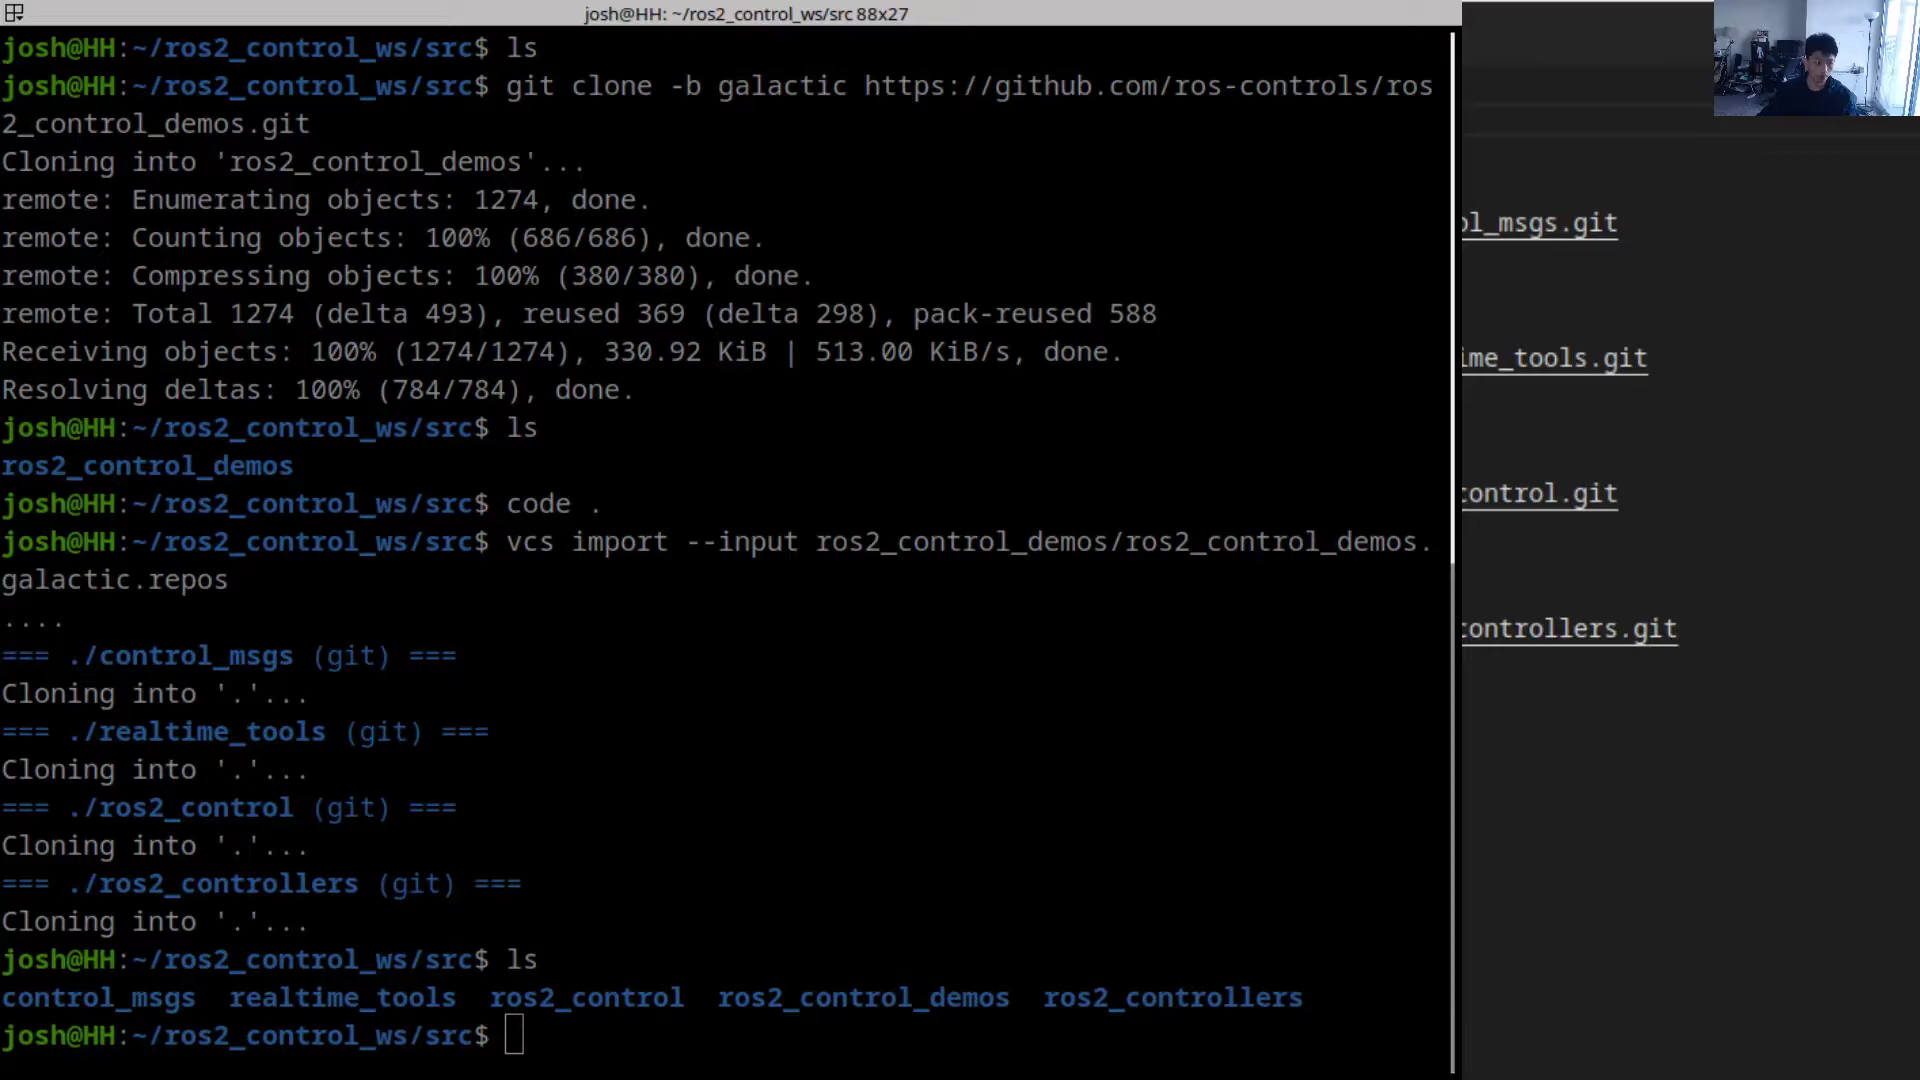 josh@HH: ~/ros2_control_ws/src 88x27
josh@HH:~/ros2_control_ws/src$ ls
josh@HH:~/ros2_control_ws/src$ git clone -b galactic https://github.com/ros-controls/ros
2_control_demos.git
Cloning into 'ros2_control_demos'...
remote: Enumerating objects: 1274, done.
remote: Counting objects: 100% (686/686), done.
remote: Compressing objects: 100% (380/380), done.
remote: Total 1274 (delta 493), reused 369 (delta 298), pack-reused 588
Receiving objects: 100% (1274/1274), 330.92 KiB | 513.00 KiB/s, done.
Resolving deltas: 100% (784/784), done.
josh@HH:~/ros2_control_ws/src$ ls
ros2_control_demos
josh@HH:~/ros2_control_ws/src$ code .
josh@HH:~/ros2_control_ws/src$ vcs import --input ros2_control_demos/ros2_control_demos.
galactic.repos
....
=== ./control_msgs (git) ===
Cloning into '.'...
=== ./realtime_tools (git) ===
Cloning into '.'...
=== ./ros2_control (git) ===
Cloning into '.'...
=== ./ros2_controllers (git) ===
Cloning into '.'...
josh@HH:~/ros2_control_ws/src$ ls
control_msgs realtime_tools ros2_control ros2_control_demos ros2_controllers
josh@HH:~/ros2_control_ws/src$
ol_msgs.git
ime_tools.git
control.git
controllers.git